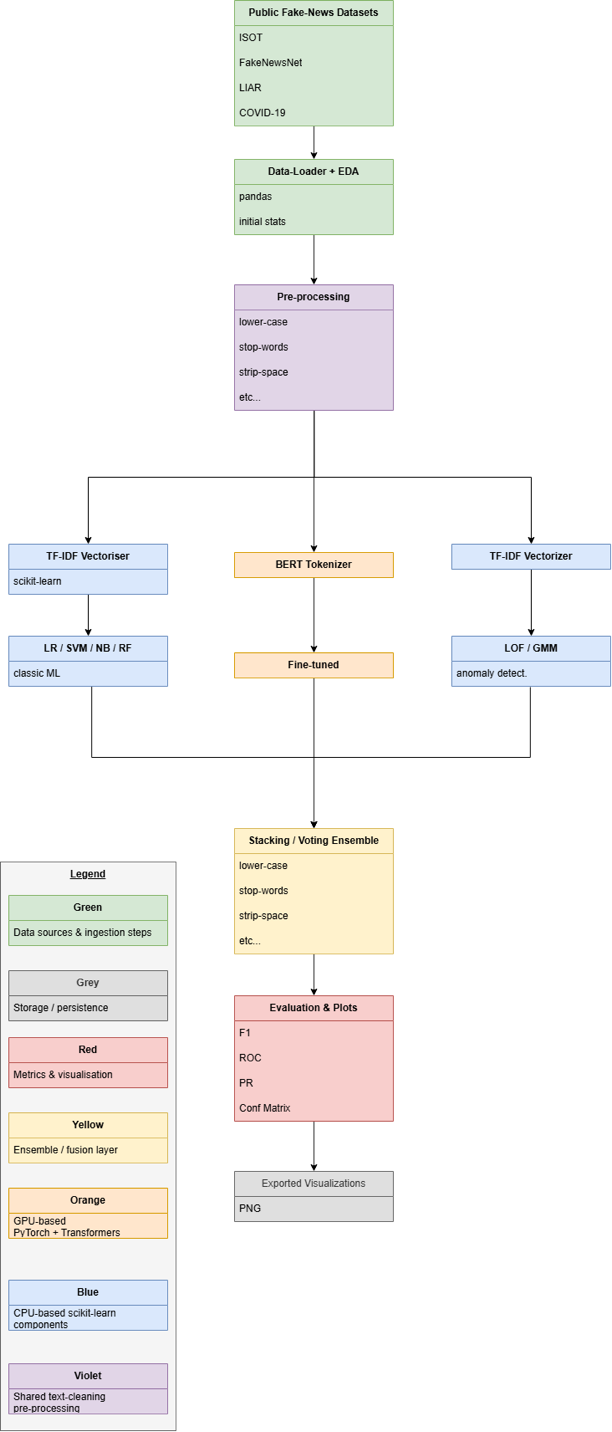 Public Fake-News Datasets
ISOT
FakeNewsNet
LIAR
COVID-19
Data-Loader + EDA
pandas
initial stats
Pre-processing
lower-case
stop-words
strip-space
etc...
TF-IDF Vectoriser
scikit-learn
BERT Tokenizer
TF-IDF Vectorizer
LR / SVM / NB / RF
classic ML
Fine-tuned
LOF / GMM
anomaly detect.
Stacking / Voting Ensemble
lower-case
stop-words
strip-space
etc...
Evaluation & Plots
F1
ROC
PR
Conf Matrix
Exported Visualizations
PNG
Legend
Green
Data sources & ingestion steps
Grey
Storage / persistence
Red
Metrics & visualisation
Yellow
Ensemble / fusion layer
Orange
GPU-based
PyTorch + Transformers
Blue
CPU-based scikit-learn
components
Violet
Shared text-cleaning
pre-processing